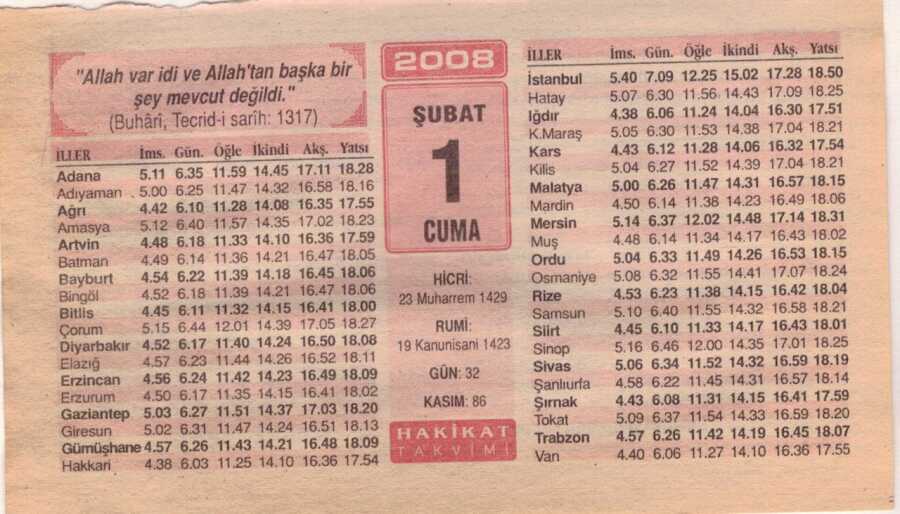 "Allah var idi ve Allah'tan başka bir
şey mevcut değildi."
(Buhârî, Tecrid-i sarîh: 1317)
İLLER İms. Gün. Öğle İkindi Akş. Yatsı
Adana 5.11 6.35 11.59 14.45 17.11 18.28
Adıyaman 5.00 6.25 11.47 14.32 16.58 18.16
Ağrı 4.42 6.10 11.28 14.08 16.35 17.55
Amasya 5.12 6.40 11.57 14.35 17.02 18.23
Artvin 4.48 6.18 11.33 14.10 16.36 17.59
Batman 4.49 6.14 11.36 14.21 16.47 18.05
Bayburt 4.54 6.22 11.39 14.18 16.45 18.06
Bingöl 4.52 6.18 11.39 14.21 16.47 18.06
Bitlis 4.45 6.11 11.32 14.15 16.41 18.00
Çorum 5.15 6.44 12.01 14.39 17.05 18.27
Diyarbakır 4.52 6.17 11.40 14.24 16.50 18.08
Elazığ 4.57 6.23 11.44 14.26 16.52 18.11
Erzincan 4.56 6.24 11.42 14.23 16.49 18.09
Erzurum 4.50 6.17 11.35 14.15 16.41 18.02
Gaziantep 5.03 6.27 11.51 14.37 17.03 18.20
Giresun 5.02 6.31 11.47 14.24 16.51 18.13
Gümüşhane 4.57 6.26 11.43 14.21 16.48 18.09
Hakkari 4.38 6.03 11.25 14.10 16.36 17.54
2008
ŞUBAT
1
CUMA
HİCRİ:
23 Muharrem 1429
RUMİ:
19 Kanunisani 1423
GÜN: 32
KASIM: 86
HAKİKAT
TAKVİMİ
İLLER İms. Gün. Öğle İkindi Akş. Yatsı
İstanbul 5.40 7.09 12.25 15.02 17.28 18.50
Hatay 5.07 6.30 11.56 14.43 17.09 18.25
Iğdır 4.38 6.06 11.24 14.04 16.30 17.51
K.Maraş 5.05 6.30 11.53 14.38 17.04 18.21
Kars 4.43 6.12 11.28 14.06 16.32 17.54
Kilis 5.04 6.27 11.52 14.39 17.04 18.21
Malatya 5.00 6.26 11.47 14.31 16.57 18.15
Mardin 4.50 6.14 11.38 14.23 16.49 18.06
Mersin 5.14 6.37 12.02 14.48 17.14 18.31
Muş 4.48 6.14 11.34 14.17 16.43 18.02
Ordu 5.04 6.33 11.49 14.26 16.53 18.15
Osmaniye 5.08 6.32 11.55 14.41 17.07 18.24
Rize 4.53 6.23 11.38 14.15 16.42 18.04
Samsun 5.10 6.40 11.55 14.32 16.58 18.21
Siirt 4.45 6.10 11.33 14.17 16.43 18.01
Sinop 5.16 6.46 12.00 14.35 17.01 18.25
Sivas 5.06 6.34 11.52 14.32 16.59 18.19
Şanlıurfa 4.58 6.22 11.45 14.31 16.57 18.14
Şırnak 4.43 6.08 11.31 14.15 16.41 17.59
Tokat 5.09 6.37 11.54 14.33 16.59 18.20
Trabzon 4.57 6.26 11.42 14.19 16.45 18.07
Van 4.40 6.06 11.27 14.10 16.36 17.55